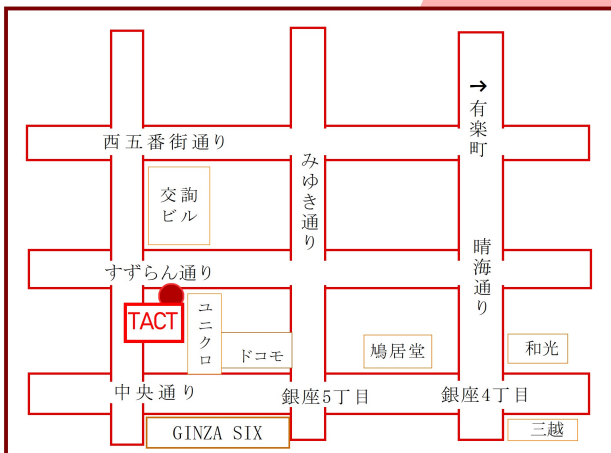 →
有楽町
西五番街通り
みゆき通り
交詢
ビル
晴海通り
すずらん通り
TACT
ユニクロ
ドコモ
鳩居堂
和光
中央通り
銀座5丁目
銀座4丁目
GINZA SIX
三越